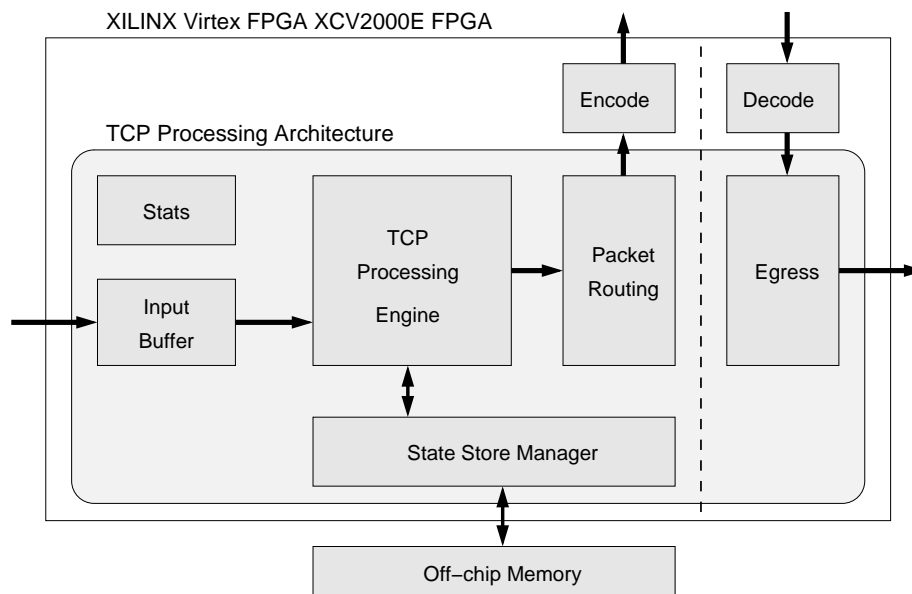 XILINX Virtex FPGA XCV2000E FPGA
Encode
Decode
TCP Processing Architecture
Stats
TCP
Processing
Engine
Packet
Routing
Egress
Input
Buffer
State Store Manager
Off−chip Memory